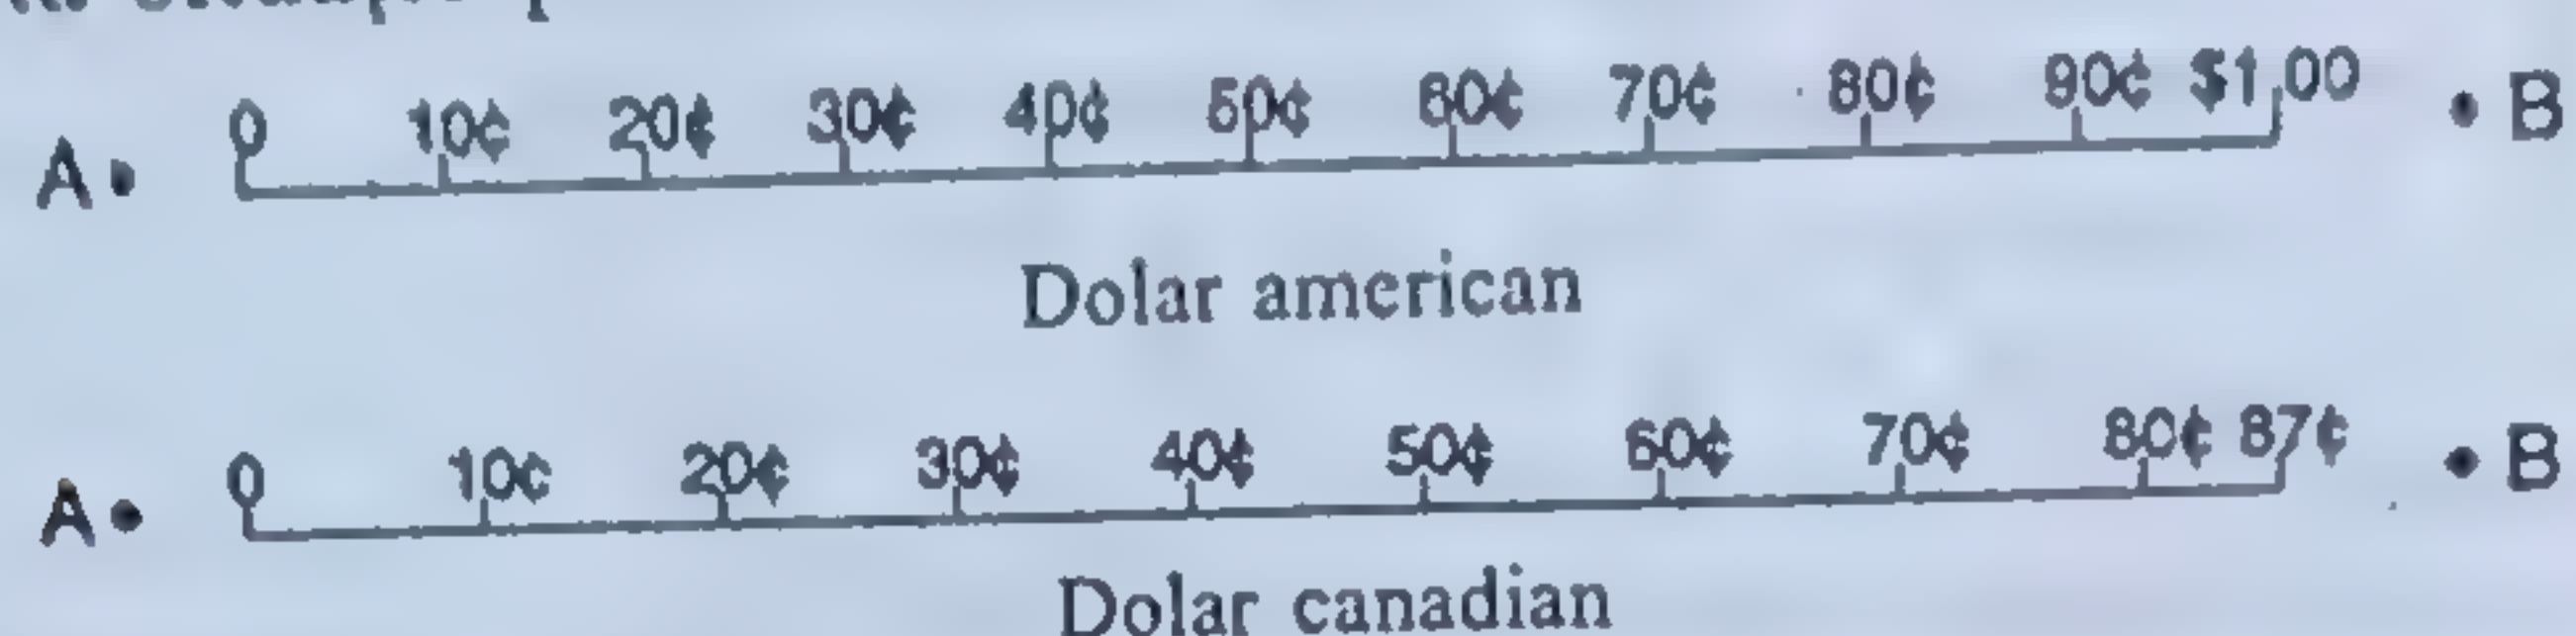 0 10¢ 20¢ 30¢ 40¢ 50¢ 60¢ 70¢ 80¢ 90¢ $1.00
A • • B
Dolar american
0 10¢ 20¢ 30¢ 40¢ 50¢ 60¢ 70¢ 80¢ 87¢
A • • B
Dolar canadian